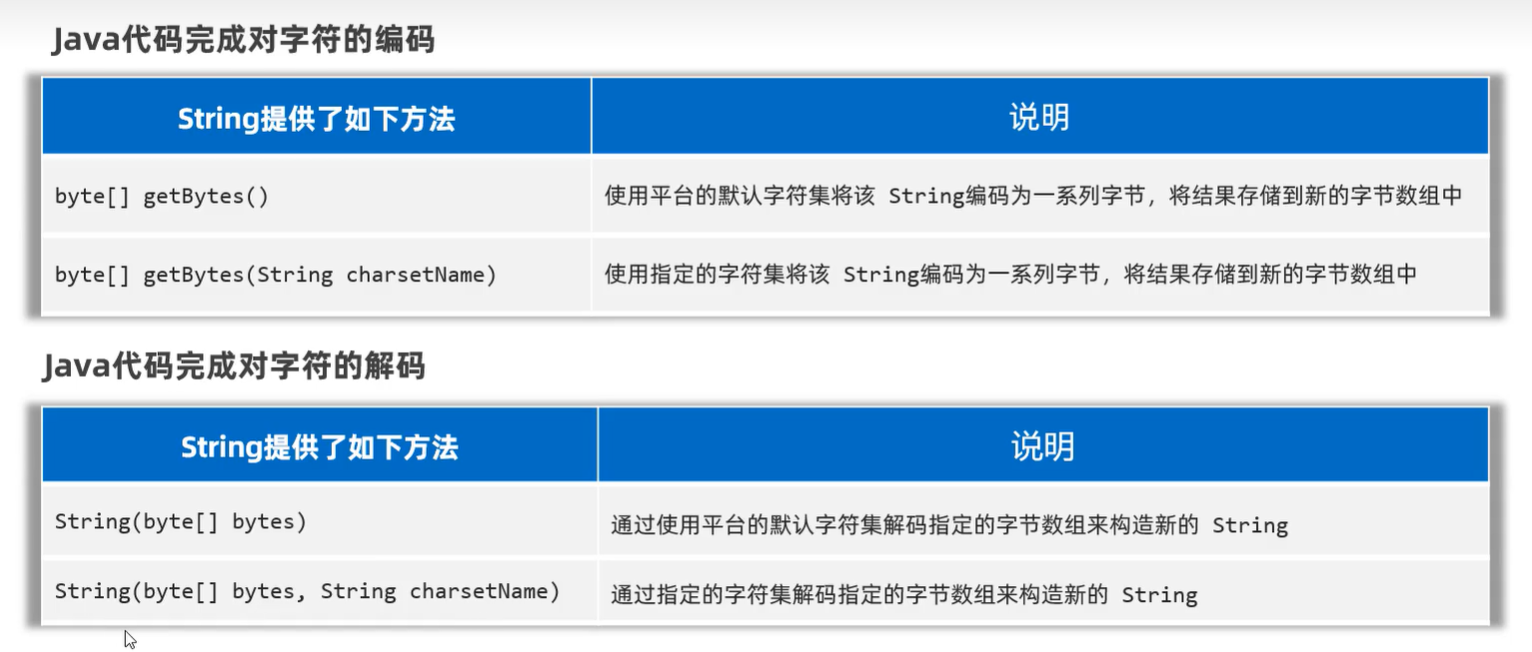 Java代码完成对字符的编码
String提供了如下方法 说明
byte[] getBytes() 使用平台的默认字符集将该 String编码为一系列字节，将结果存储到新的字节数组中
byte[] getBytes(String charsetName) 使用指定的字符集将该 String编码为一系列字节，将结果存储到新的字节数组中
Java代码完成对字符的解码
String提供了如下方法 说明
String(byte[] bytes) 通过使用平台的默认字符集解码指定的字节数组来构造新的 String
String(byte[] bytes, String charsetName) 通过指定的字符集解码指定的字节数组来构造新的 String